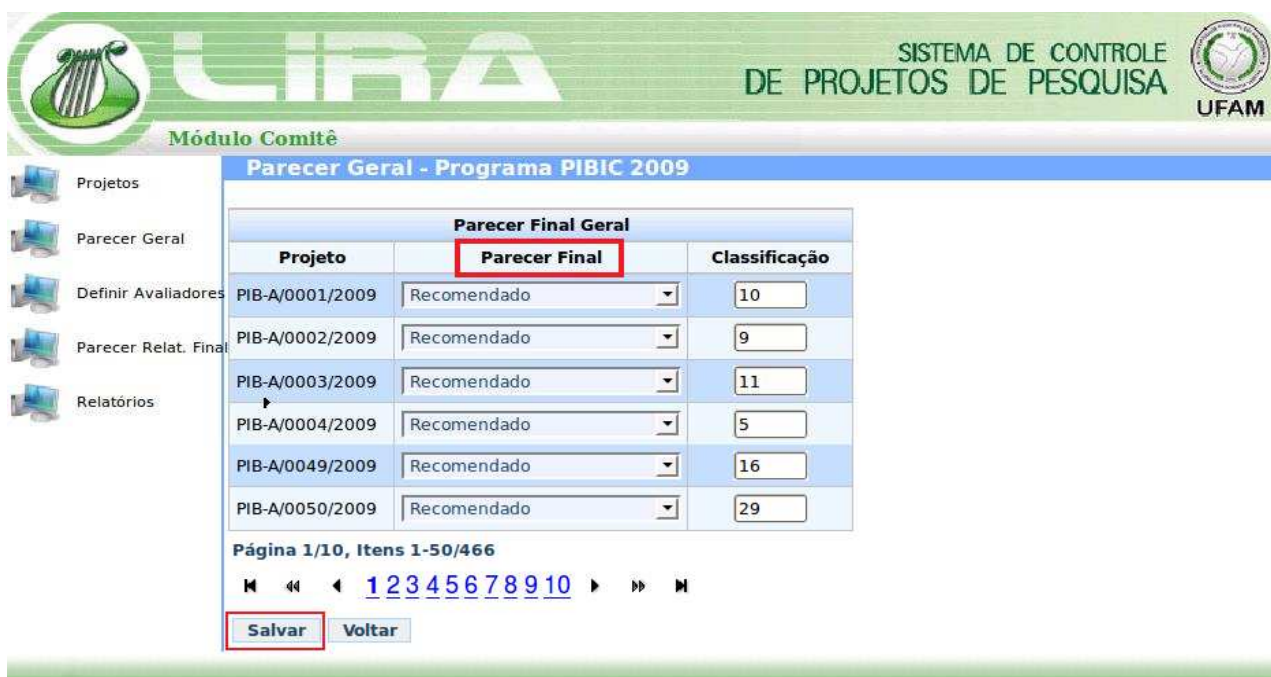 LIRA
SISTEMA DE CONTROLE
DE PROJETOS DE PESQUISA
UFAM
Módulo Comitê
Projetos
Parecer Geral
Definir Avaliadores
Parecer Relat. Final
Relatórios
Parecer Geral - Programa PIBIC 2009
Parecer Final Geral
Projeto Parecer Final Classificação
PIB-A/0001/2009 Recomendado 10
PIB-A/0002/2009 Recomendado 9
PIB-A/0003/2009 Recomendado 11
PIB-A/0004/2009 Recomendado 5
PIB-A/0049/2009 Recomendado 16
PIB-A/0050/2009 Recomendado 29
Página 1/10, Itens 1-50/466
1 2 3 4 5 6 7 8 9 10
Salvar Voltar